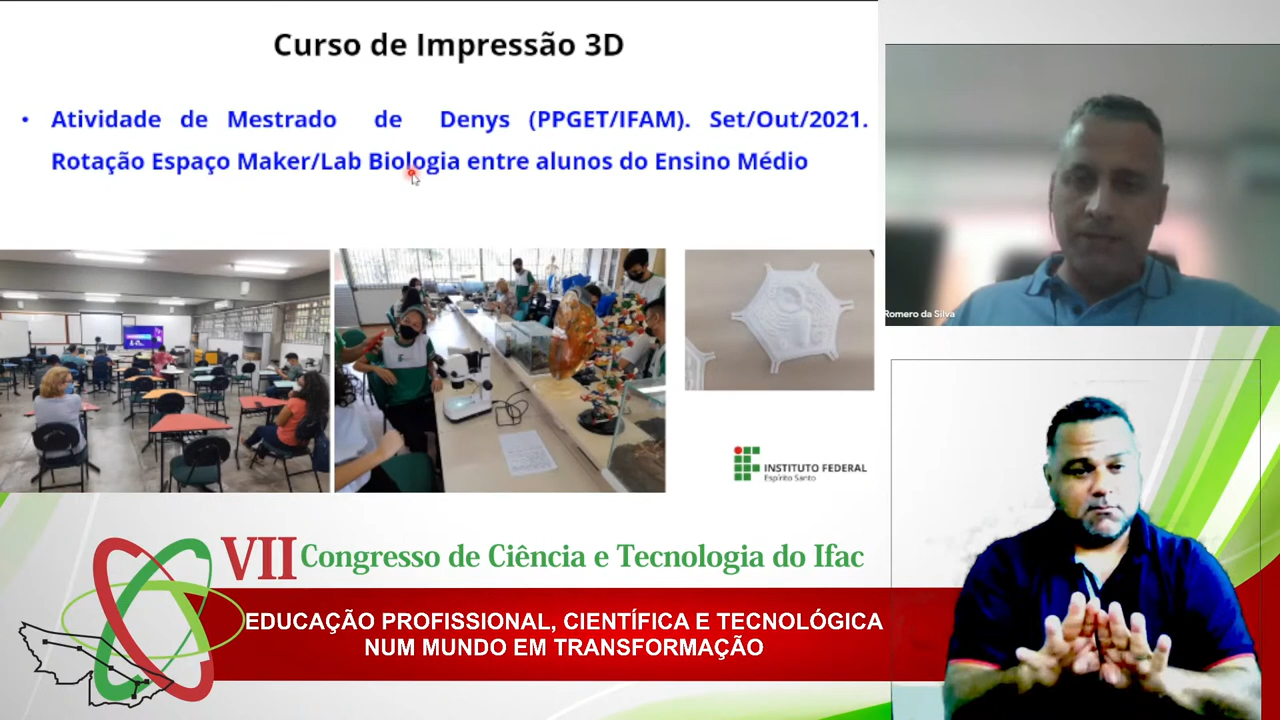 Curso de Impressão 3D
• Atividade de Mestrado de Denys (PPGET/IFAM). Set/Out/2021.
Rotação Espaço Maker/Lab Biologia entre alunos do Ensino Médio
Romero da Silva
INSTITUTO FEDERAL
Espírito Santo
VII Congresso de Ciência e Tecnologia do Ifac
EDUCAÇÃO PROFISSIONAL, CIENTÍFICA E TECNOLÓGICA
NUM MUNDO EM TRANSFORMAÇÃO